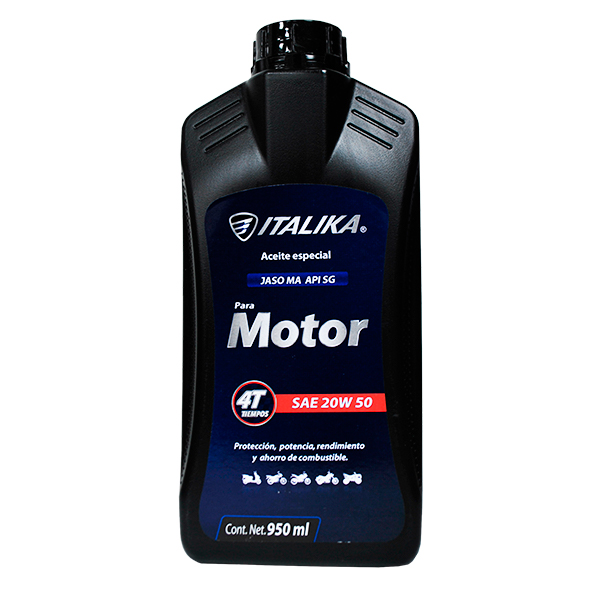 ITALIKA®
Aceite especial
JASO MA API SG
Para
Motor
4T
TIEMPOS
SAE 20W 50
Protección, potencia, rendimiento
y ahorro de combustible.
Cont. Net. 950 ml